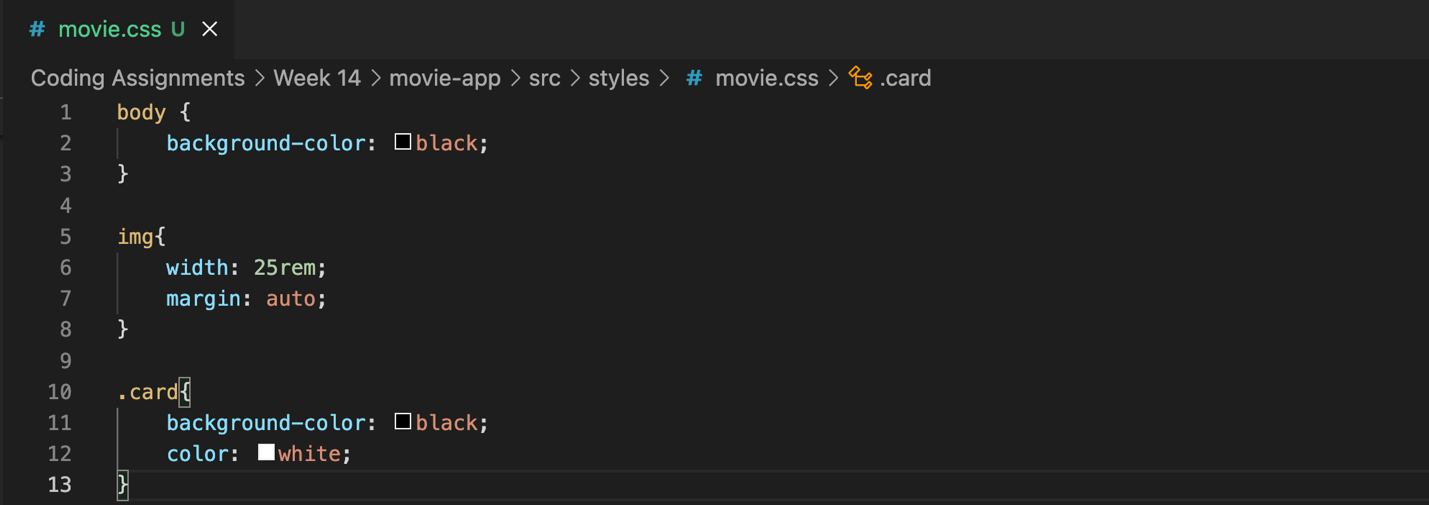 # movie.css U ×
Coding Assignments > Week 14 > movie-app > src > styles > # movie.css > .card
1 body {
2     background-color: black;
3 }
4
5 img{
6     width: 25rem;
7     margin: auto;
8 }
9
10 .card{
11     background-color: black;
12     color: white;
13 }